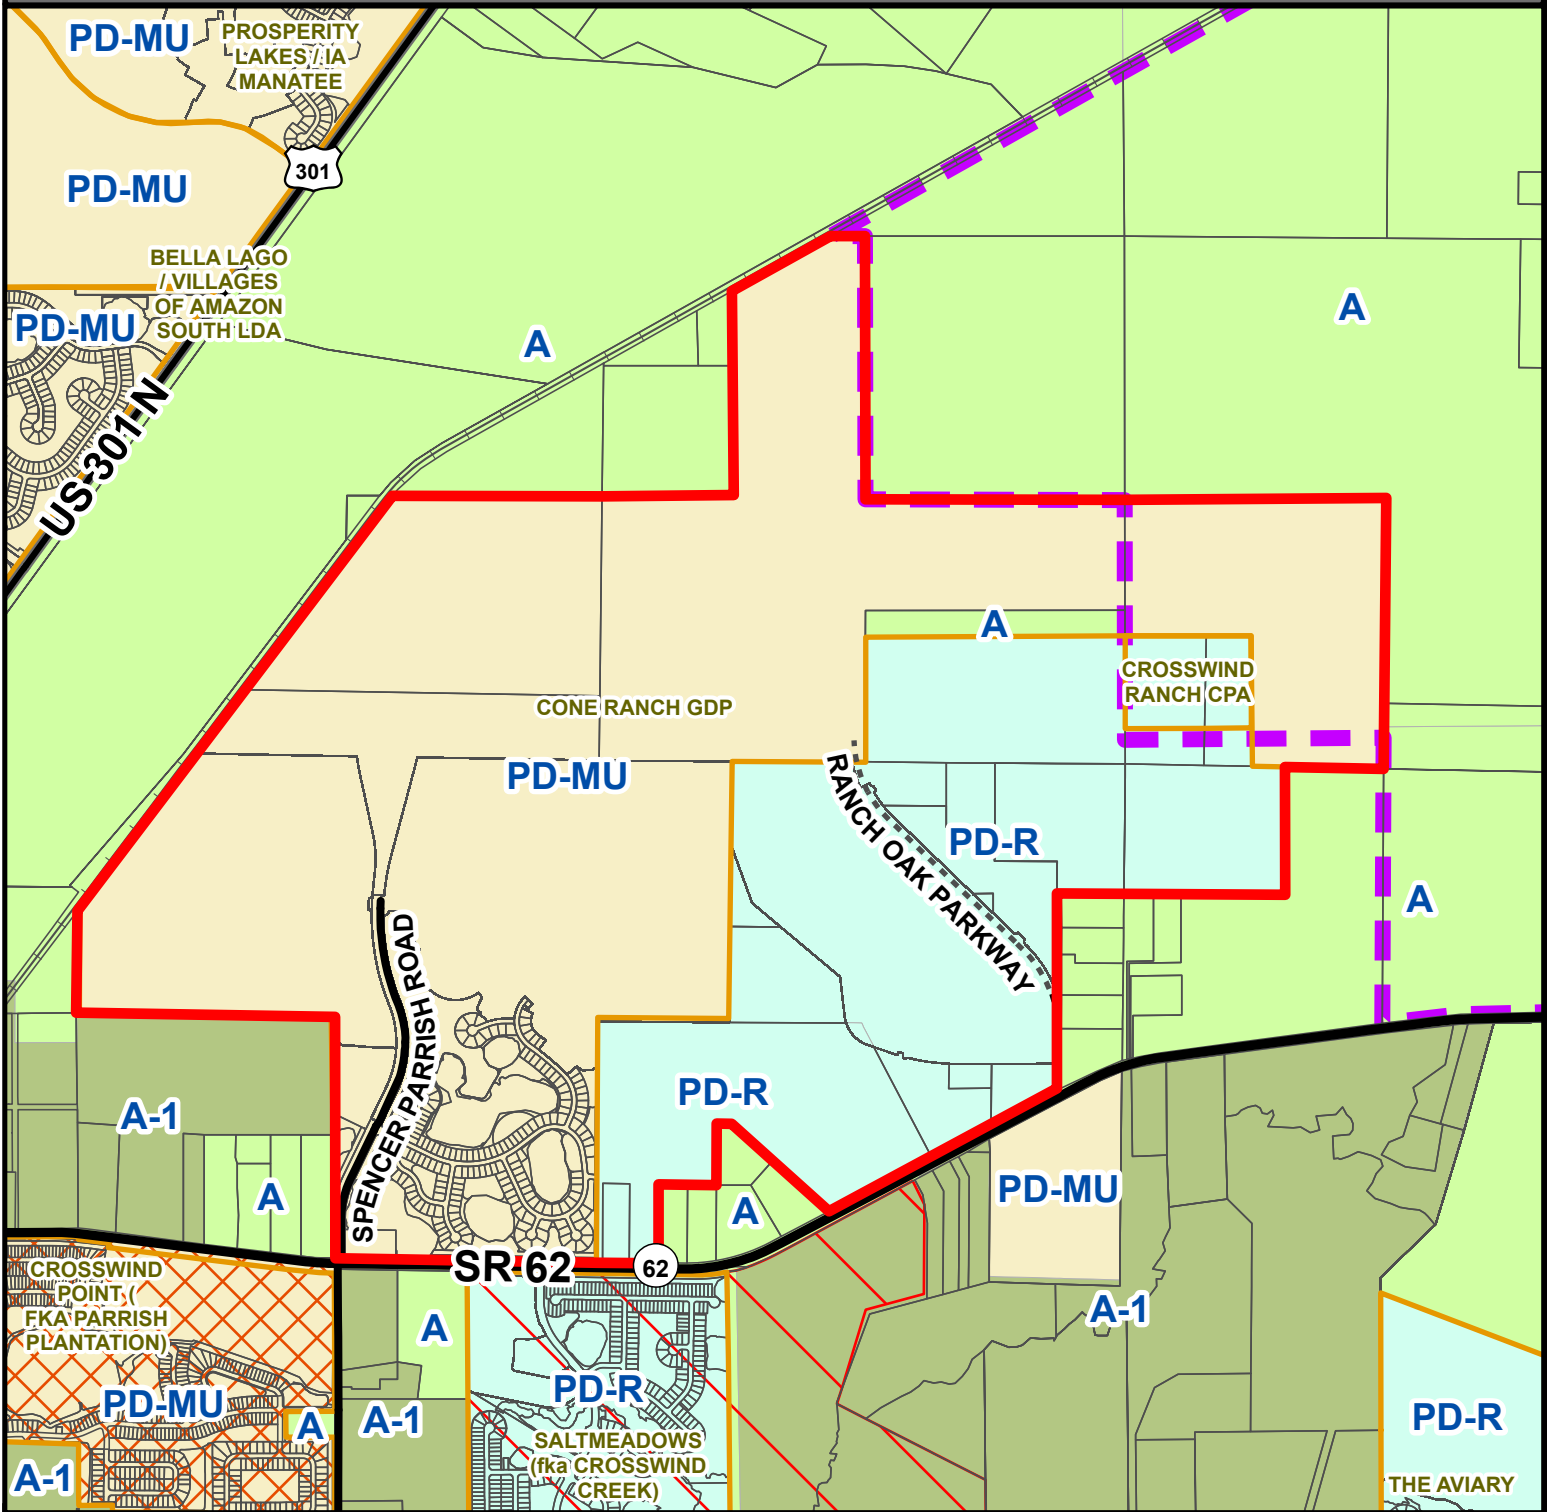 PD-MU
PROSPERITY
LAKES / IA
MANATEE
301
PD-MU
BELLA LAGO
/ VILLAGES
OF AMAZON
SOUTH LDA
PD-MU
US-301 N
A
A
A
CROSSWIND
RANCH CPA
CONE RANCH GDP
PD-MU
RANCH OAK PARKWAY
PD-R
A
SPENCER PARRISH ROAD
PD-R
A-1
A
A
PD-MU
SR 62
62
CROSSWIND
POINT (
FKA PARRISH
PLANTATION)
PD-MU
A
A-1
A
A-1
PD-R
SALTMEADOWS
(fka CROSSWIND
CREEK)
A-1
PD-R
THE AVIARY